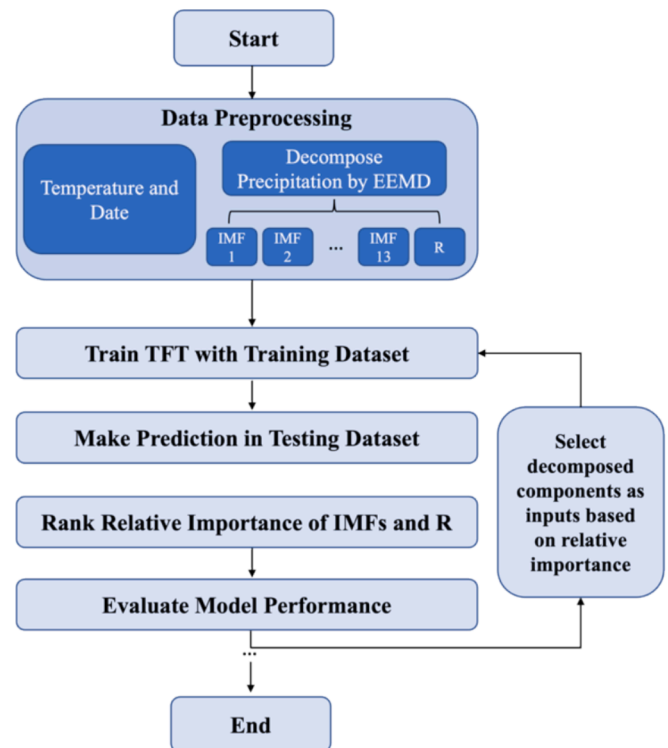 Start
Data Preprocessing
Temperature and
Date
Decompose
Precipitation by EEMD
IMF
1
IMF
2
...
IMF
13
R
Train TFT with Training Dataset
Make Prediction in Testing Dataset
Rank Relative Importance of IMFs and R
Evaluate Model Performance
Select
decomposed
components as
inputs based
on relative
importance
...
End